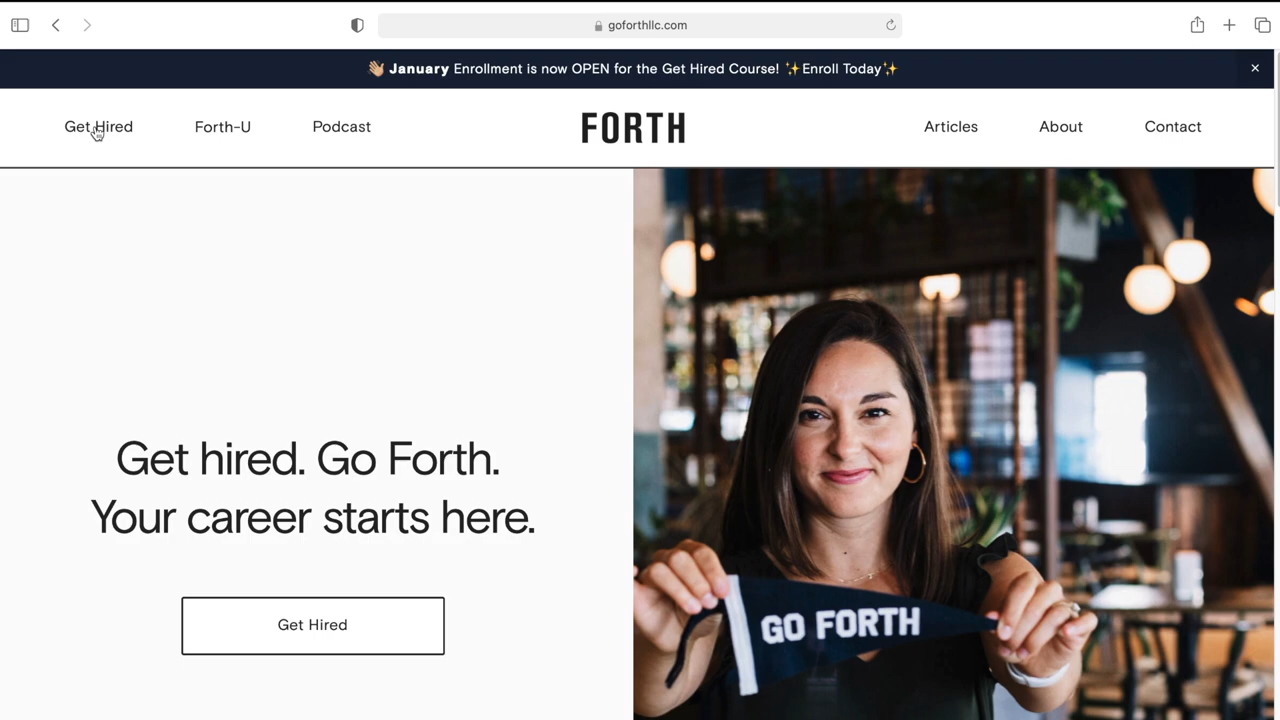 goforthllc.com
👋🏼 January Enrollment is now OPEN for the Get Hired Course! ✨Enroll Today✨
Get Hired
Forth-U
Podcast
FORTH
Articles
About
Contact
Get hired. Go Forth.
Your career starts here.
Get Hired
GO FORTH